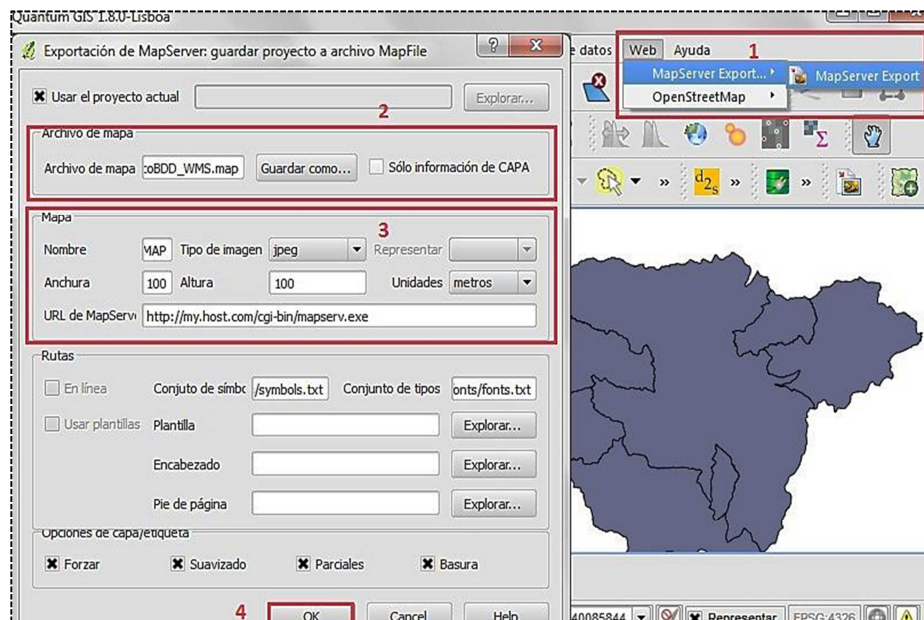 Quantum GIS 1.8.0-Lisboa
Exportación de MapServer: guardar proyecto a archivo MapFile
e datos Web Ayuda 1
MapServer Export... MapServer Export
OpenStreetMap
Usar el proyecto actual Explorar...
2
Archivo de mapa
Archivo de mapa coBDD_WMS.map Guardar como... Sólo información de CAPA
Mapa
3
Nombre MAP Tipo de imagen jpeg Representar
Anchura 100 Altura 100 Unidades metros
URL de MapServ http://my.host.com/cgi-bin/mapserv.exe
Rutas
En línea Conjuto de símbc /symbols.txt Conjunto de tipos onts/fonts.txt
Usar plantillas Plantilla Explorar...
Encabezado Explorar...
Pie de página Explorar...
Opciones de capa/etiqueta
Forzar Suavizado Parciales Basura
4 OK Cancel Help
40085844 Representar EPSG:4326